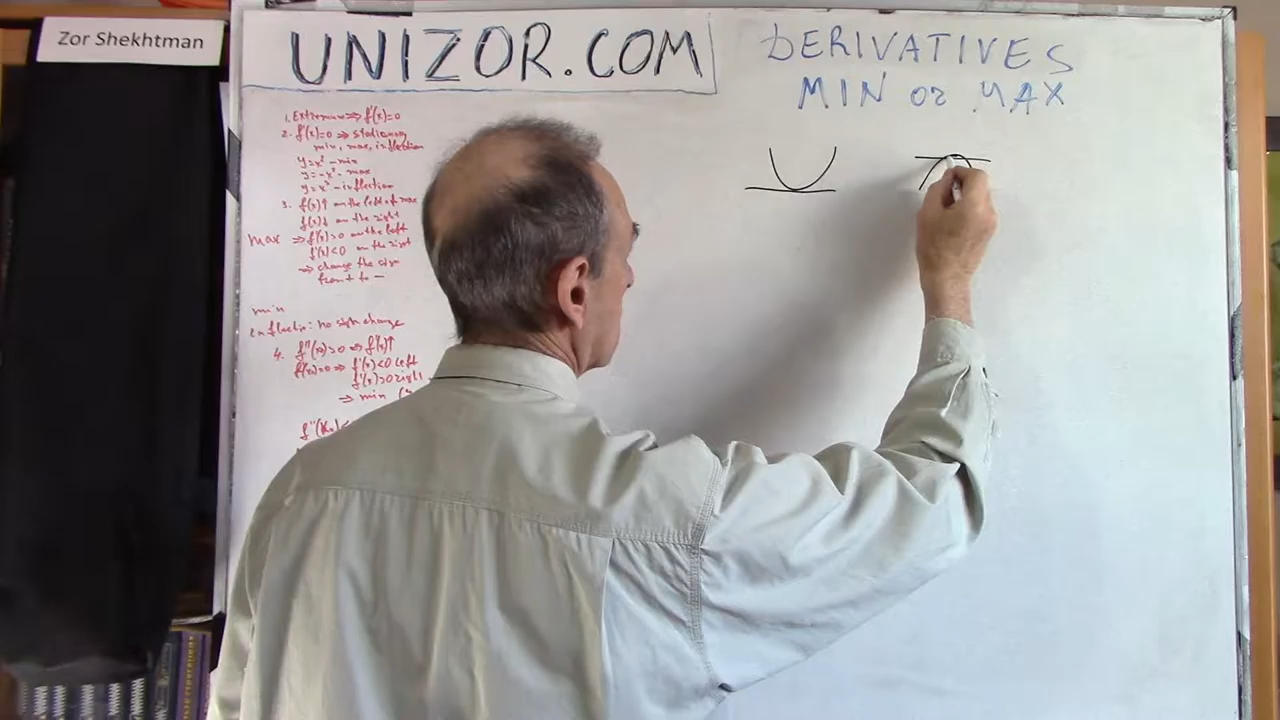 Zor Shekhtman
UNIZOR.COM
DERIVATIVES
MIN or MAX
1. Extremum ⇒ f'(x)=0
2. f'(x)=0 ⇒ stationary
min, max, inflection
y=x² - min
y=-x² - max
y=x³ - inflection
3. f(x)↑ on the left of max
f(x)↓ on the right
max ⇒ f'(x)>0 on the left
f'(x)<0 on the right
⇒ change the sign
from + to -
min
inflection: no sign change
4. f''(x₀)>0 ⇒ f'(x)↑
f'(x₀)=0 ⇒ f'(x)<0 left
f'(x)>0 right
⇒ min
f''(x₀)<